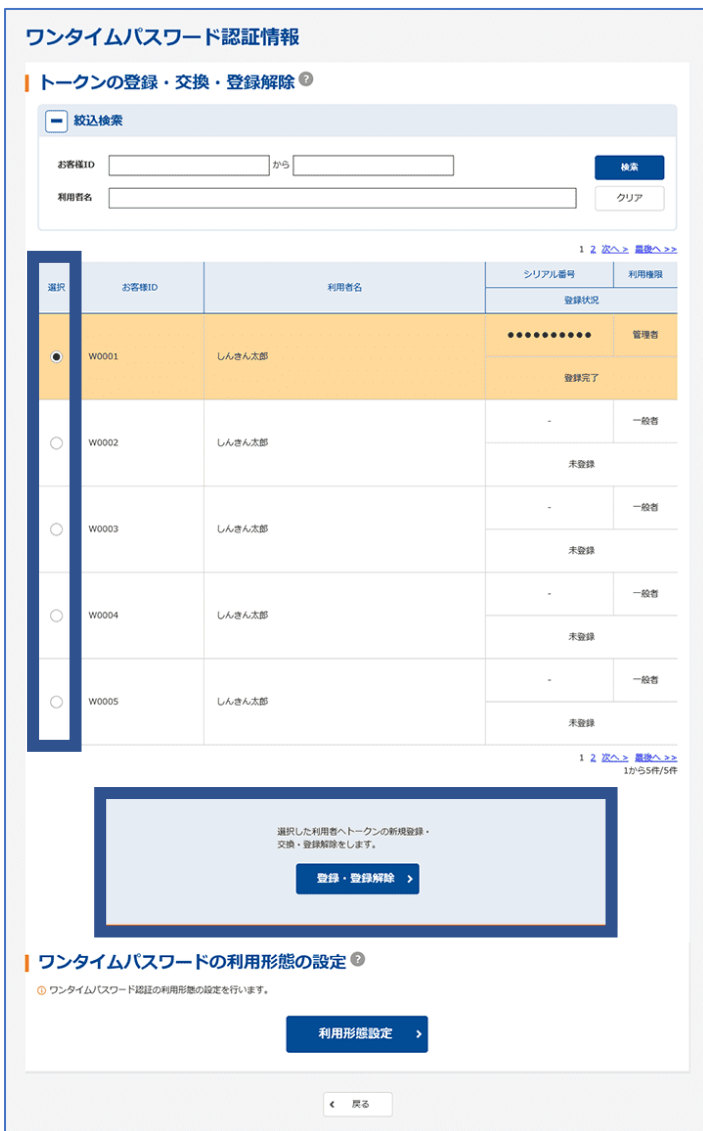 ワンタイムパスワード認証情報
トークンの登録・交換・登録解除 ?
絞込検索
お客様ID から 検索
利用者名 クリア
1 2 次へ > 最後へ >>
選択 お客様ID 利用者名 シリアル番号 利用権限
登録状況
W0001 しんきん太郎 ●●●●●●●●●● 管理者
登録完了
W0002 しんきん太郎 - 一般者
未登録
W0003 しんきん太郎 - 一般者
未登録
W0004 しんきん太郎 - 一般者
未登録
W0005 しんきん太郎 - 一般者
未登録
1 2 次へ > 最後へ >>
1から5件/5件
選択した利用者へトークンの新規登録・
交換・登録解除をします。
登録・登録解除 >
ワンタイムパスワードの利用形態の設定 ?
ワンタイムパスワード認証の利用形態の設定を行います。
利用形態設定 >
< 戻る